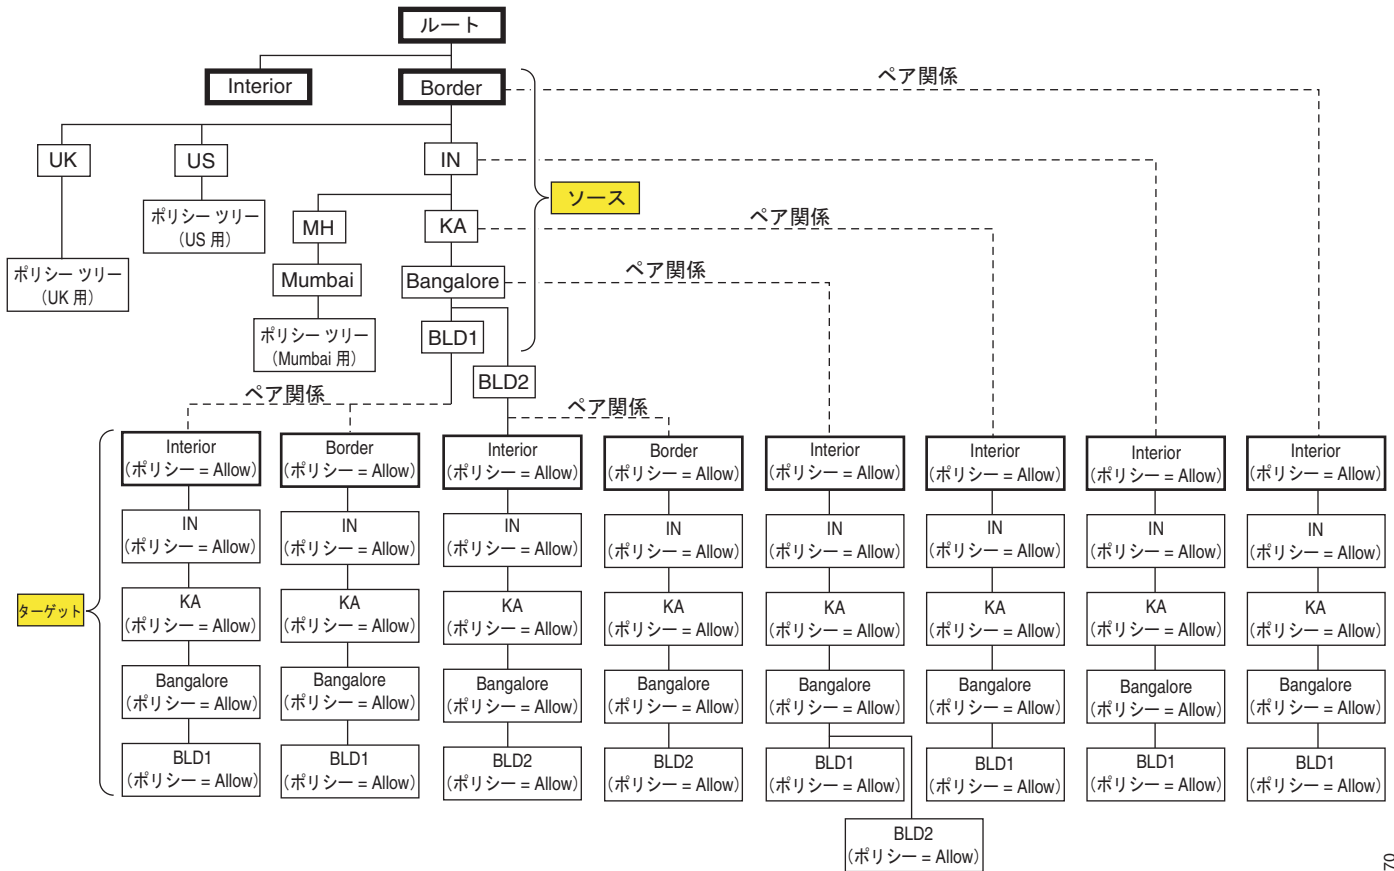 ルート
Interior
Border
ペア関係
UK
US
IN
ソース
ポリシー ツリー
(US 用)
MH
KA
ペア関係
ポリシー ツリー
(UK 用)
Mumbai
Bangalore
ペア関係
ポリシー ツリー
(Mumbai 用)
BLD1
BLD2
ペア関係
ペア関係
ターゲット
Interior
(ポリシー = Allow)
IN
(ポリシー = Allow)
KA
(ポリシー = Allow)
Bangalore
(ポリシー = Allow)
BLD1
(ポリシー = Allow)
Border
(ポリシー = Allow)
IN
(ポリシー = Allow)
KA
(ポリシー = Allow)
Bangalore
(ポリシー = Allow)
BLD1
(ポリシー = Allow)
Interior
(ポリシー = Allow)
IN
(ポリシー = Allow)
KA
(ポリシー = Allow)
Bangalore
(ポリシー = Allow)
BLD2
(ポリシー = Allow)
Border
(ポリシー = Allow)
IN
(ポリシー = Allow)
KA
(ポリシー = Allow)
Bangalore
(ポリシー = Allow)
BLD2
(ポリシー = Allow)
Interior
(ポリシー = Allow)
IN
(ポリシー = Allow)
KA
(ポリシー = Allow)
Bangalore
(ポリシー = Allow)
BLD1
(ポリシー = Allow)
BLD2
(ポリシー = Allow)
Interior
(ポリシー = Allow)
IN
(ポリシー = Allow)
KA
(ポリシー = Allow)
Bangalore
(ポリシー = Allow)
BLD1
(ポリシー = Allow)
Interior
(ポリシー = Allow)
IN
(ポリシー = Allow)
KA
(ポリシー = Allow)
Bangalore
(ポリシー = Allow)
BLD1
(ポリシー = Allow)
Interior
(ポリシー = Allow)
IN
(ポリシー = Allow)
KA
(ポリシー = Allow)
Bangalore
(ポリシー = Allow)
BLD1
(ポリシー = Allow)